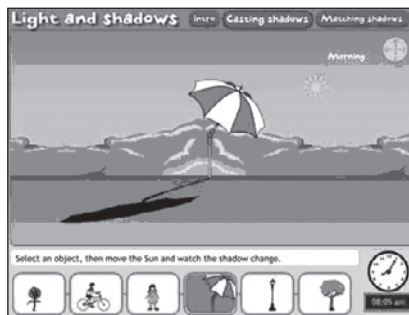 Light and shadows Intro Casting shadows Matching shadows
Morning
Select an object, then move the Sun and watch the shadow change.
08:05 am